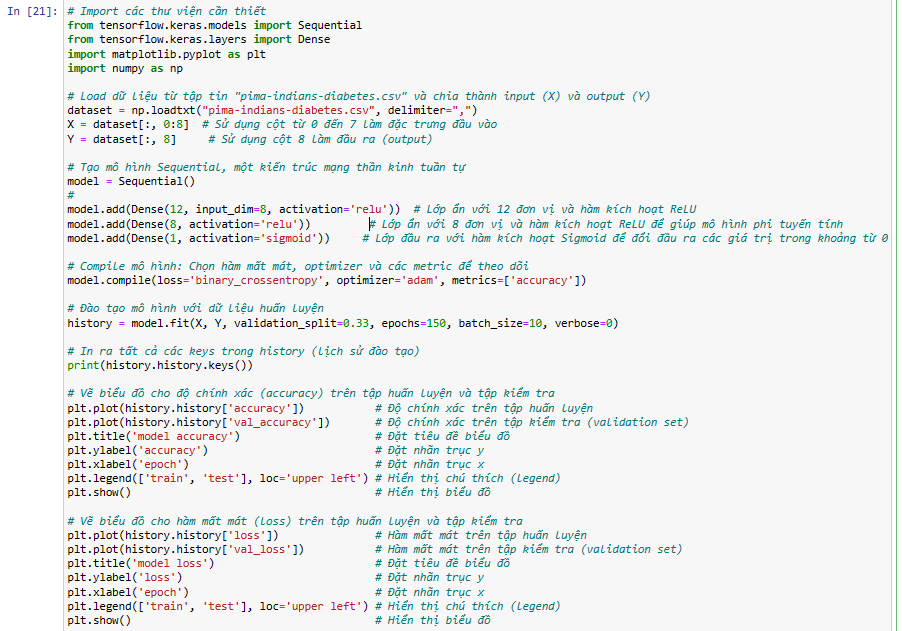 In [21]: # Import các thư viện cần thiết
from tensorflow.keras.models import Sequential
from tensorflow.keras.layers import Dense
import matplotlib.pyplot as plt
import numpy as np

# Load dữ liệu từ tập tin "pima-indians-diabetes.csv" và chia thành input (X) và output (Y)
dataset = np.loadtxt("pima-indians-diabetes.csv", delimiter=",")
X = dataset[:, 0:8]  # Sử dụng cột từ 0 đến 7 làm đặc trưng đầu vào
Y = dataset[:, 8]     # Sử dụng cột 8 làm đầu ra (output)

# Tạo mô hình Sequential, một kiến trúc mạng thần kinh tuần tự
model = Sequential()
#
model.add(Dense(12, input_dim=8, activation='relu'))  # Lớp ẩn với 12 đơn vị và hàm kích hoạt ReLU
model.add(Dense(8, activation='relu'))         # Lớp ẩn với 8 đơn vị và hàm kích hoạt ReLU để giúp mô hình phi tuyến tính
model.add(Dense(1, activation='sigmoid'))     # Lớp đầu ra với hàm kích hoạt Sigmoid để đổi đầu ra các giá trị trong khoảng từ 0

# Compile mô hình: Chọn hàm mất mát, optimizer và các metric để theo dõi
model.compile(loss='binary_crossentropy', optimizer='adam', metrics=['accuracy'])

# Đào tạo mô hình với dữ liệu huấn luyện
history = model.fit(X, Y, validation_split=0.33, epochs=150, batch_size=10, verbose=0)

# In ra tất cả các keys trong history (lịch sử đào tạo)
print(history.history.keys())

# Vẽ biểu đồ cho độ chính xác (accuracy) trên tập huấn luyện và tập kiểm tra
plt.plot(history.history['accuracy'])           # Độ chính xác trên tập huấn luyện
plt.plot(history.history['val_accuracy'])       # Độ chính xác trên tập kiểm tra (validation set)
plt.title('model accuracy')                     # Đặt tiêu đề biểu đồ
plt.ylabel('accuracy')                          # Đặt nhãn trục y
plt.xlabel('epoch')                             # Đặt nhãn trục x
plt.legend(['train', 'test'], loc='upper left') # Hiển thị chú thích (legend)
plt.show()                                      # Hiển thị biểu đồ

# Vẽ biểu đồ cho hàm mất mát (loss) trên tập huấn luyện và tập kiểm tra
plt.plot(history.history['loss'])               # Hàm mất mát trên tập huấn luyện
plt.plot(history.history['val_loss'])           # Hàm mất mát trên tập kiểm tra (validation set)
plt.title('model loss')                         # Đặt tiêu đề biểu đồ
plt.ylabel('loss')                              # Đặt nhãn trục y
plt.xlabel('epoch')                             # Đặt nhãn trục x
plt.legend(['train', 'test'], loc='upper left') # Hiển thị chú thích (legend)
plt.show()                                      # Hiển thị biểu đồ